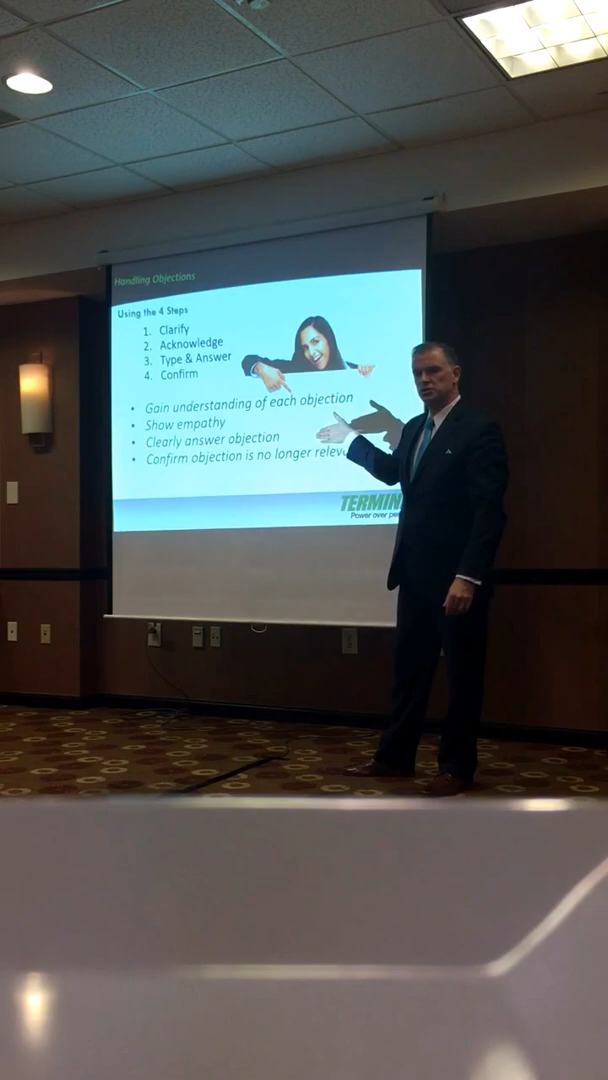 Handling Objections
Using the 4 Steps
1. Clarify
2. Acknowledge
3. Type & Answer
4. Confirm
• Gain understanding of each objection
• Show empathy
• Clearly answer objection
• Confirm objection is no longer
Power over